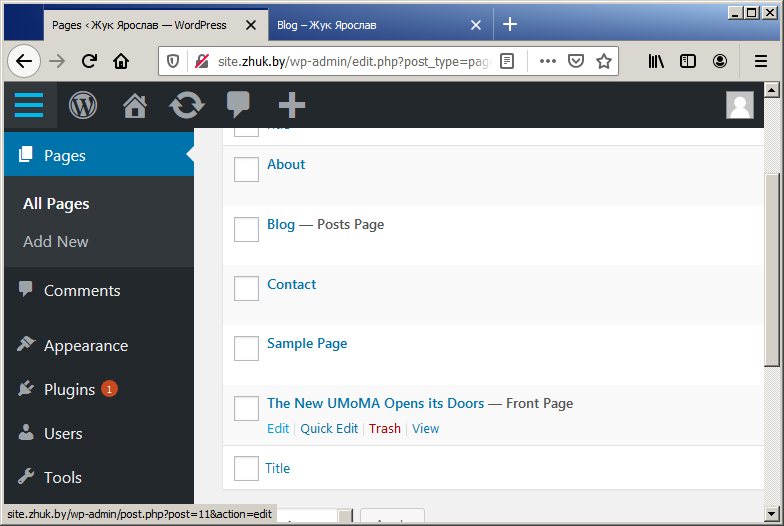 Pages ‹ Жук Ярослав — WordPress
Blog – Жук Ярослав
site.zhuk.by/wp-admin/edit.php?post_type=pag
Pages
All Pages
Add New
Comments
Appearance
Plugins 1
Users
Tools
Title
About
Blog — Posts Page
Contact
Sample Page
The New UMoMA Opens its Doors — Front Page
Edit | Quick Edit | Trash | View
Title
site.zhuk.by/wp-admin/post.php?post=11&action=edit